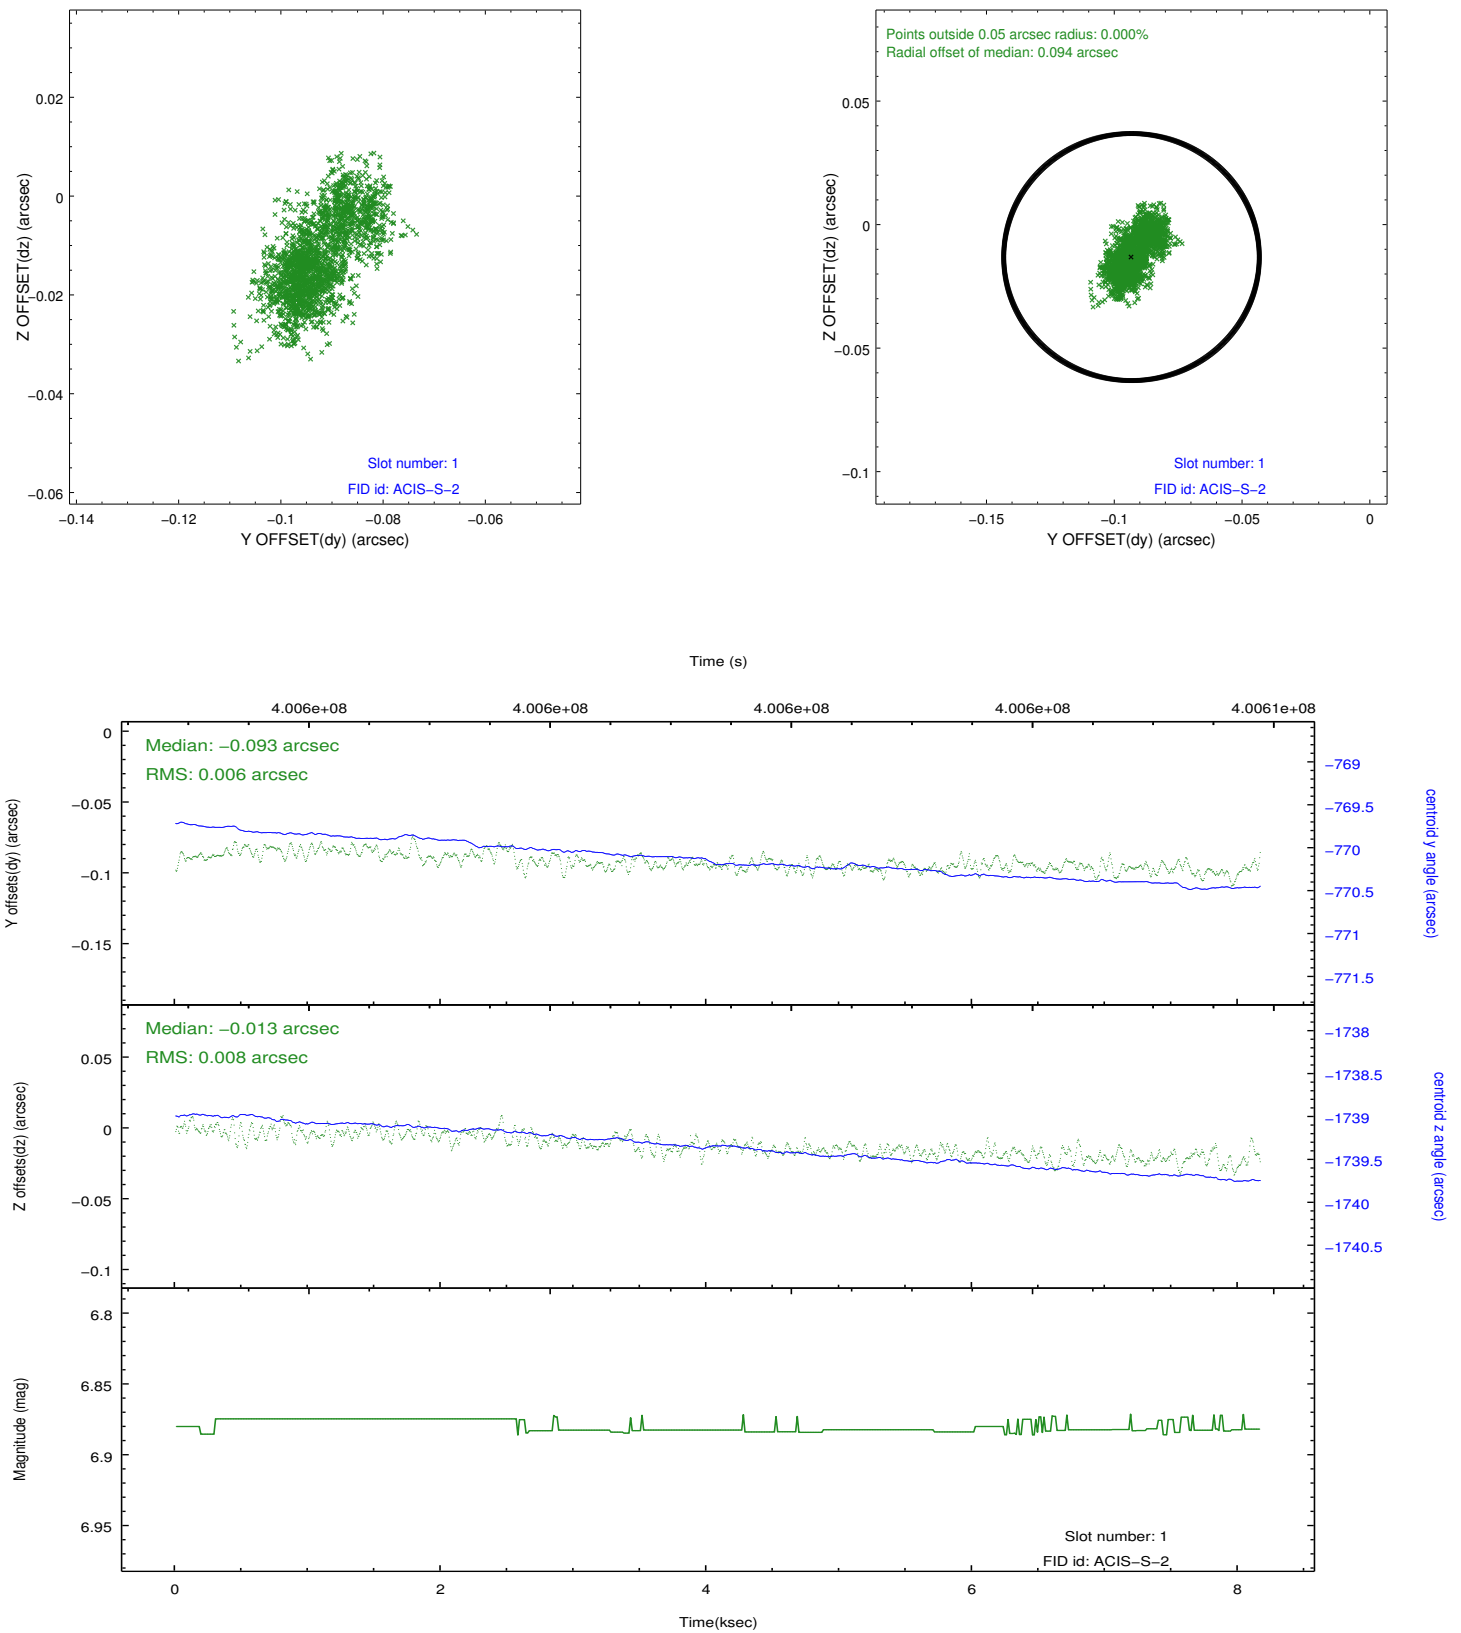 0.02
0
−0.02
−0.04
−0.06
Z OFFSET(dz) (arcsec)
Slot number: 1
FID id: ACIS−S−2
−0.14 −0.12 −0.1 −0.08 −0.06
Y OFFSET(dy) (arcsec)
Points outside 0.05 arcsec radius: 0.000%
Radial offset of median: 0.094 arcsec
0.05
0
−0.05
−0.1
Z OFFSET(dz) (arcsec)
Slot number: 1
FID id: ACIS−S−2
−0.15 −0.1 −0.05 0
Y OFFSET(dy) (arcsec)
Time (s)
4.006e+08 4.006e+08 4.006e+08 4.006e+08 4.0061e+08
Median: −0.093 arcsec
RMS: 0.006 arcsec
0
−0.05
−0.1
−0.15
Y offsets(dy) (arcsec)
−769
−769.5
−770
−770.5
−771
−771.5
centroid y angle (arcsec)
Median: −0.013 arcsec
RMS: 0.008 arcsec
0.05
0
−0.05
−0.1
Z offsets(dz) (arcsec)
−1738
−1738.5
−1739
−1739.5
−1740
−1740.5
centroid z angle (arcsec)
6.8
6.85
6.9
6.95
Magnitude (mag)
Slot number: 1
FID id: ACIS−S−2
0 2 4 6 8
Time(ksec)